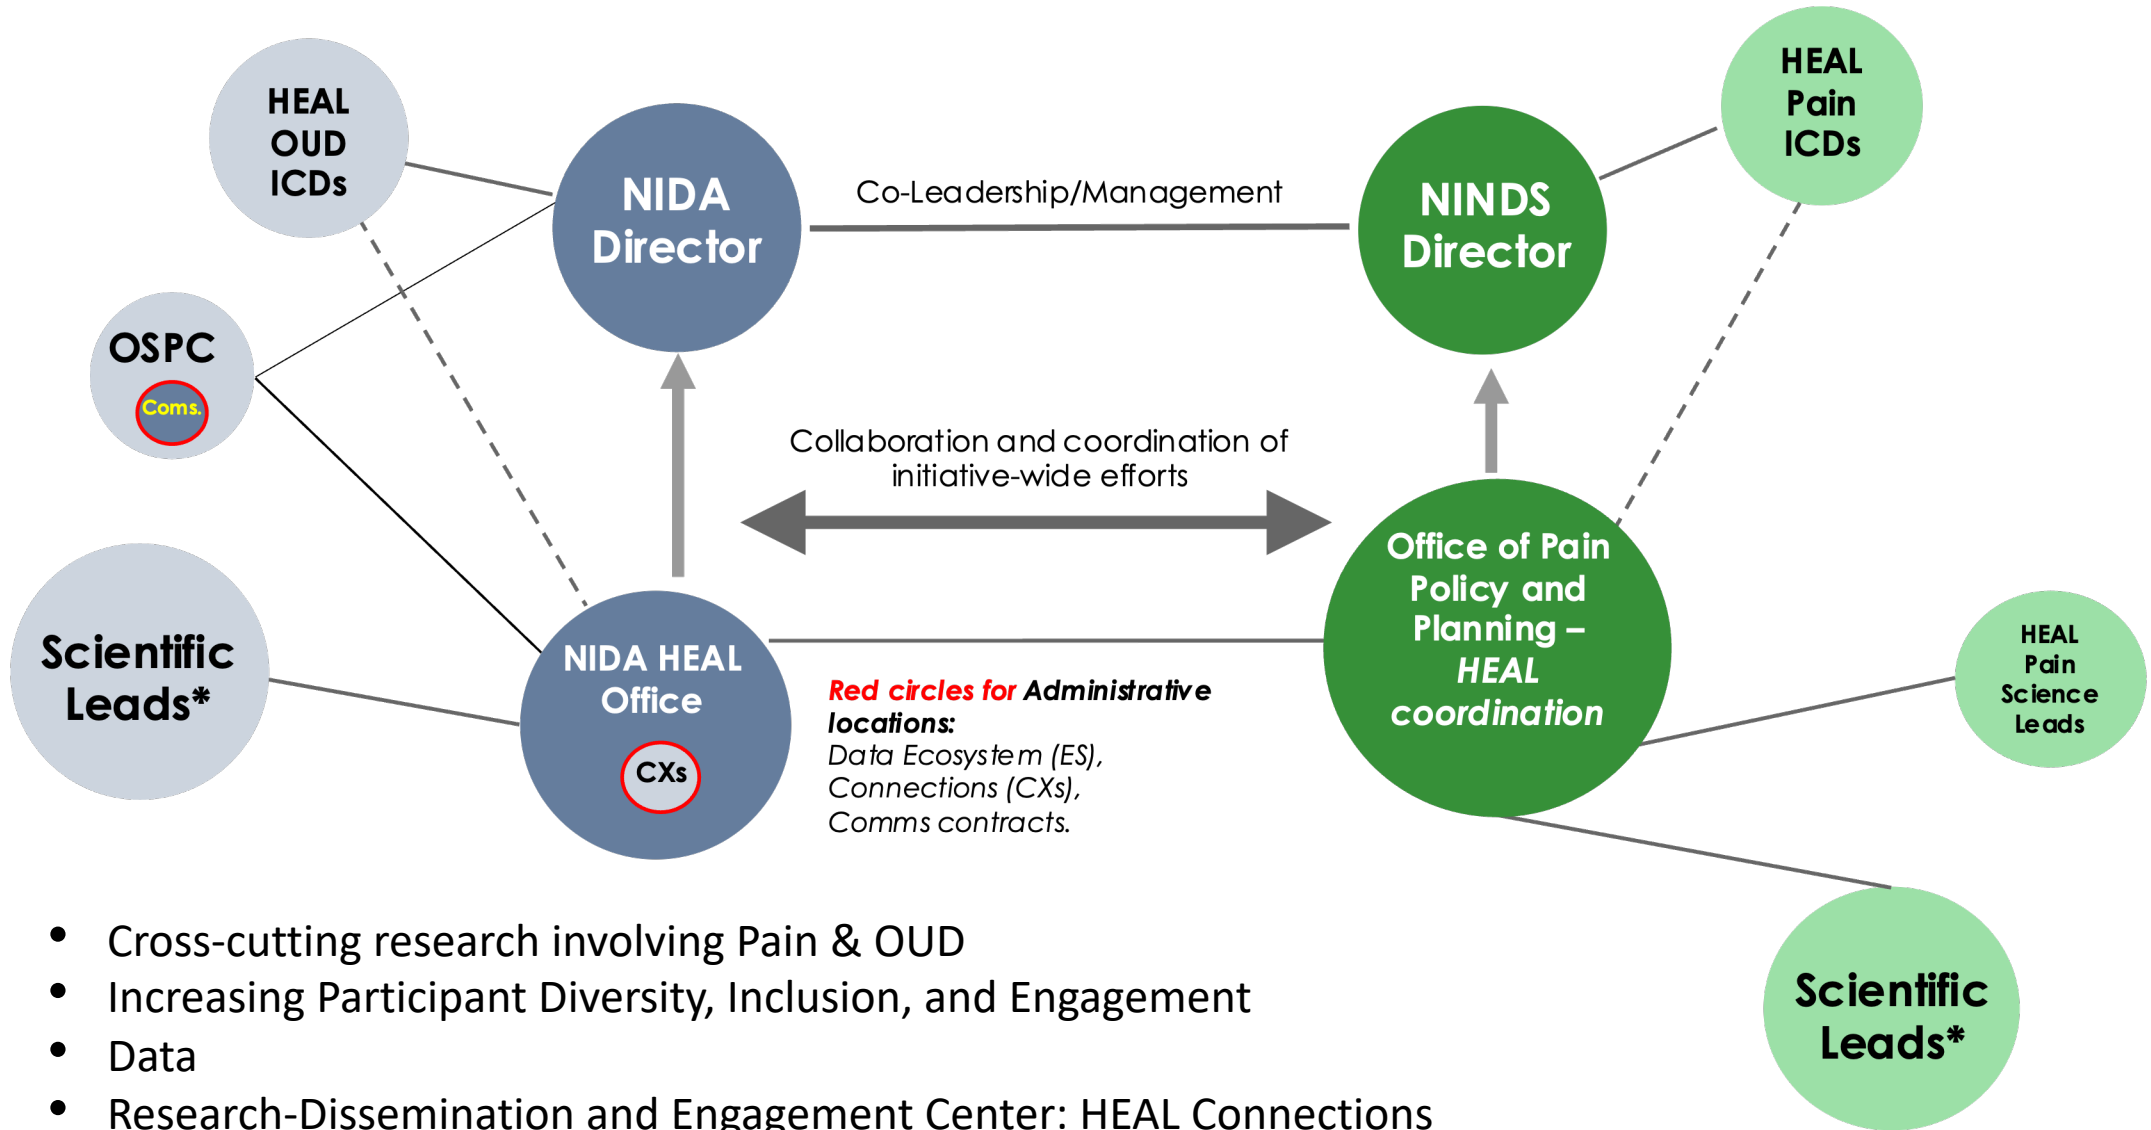 HEAL
OUD
ICDs
NIDA
Director
Co-Leadership/Management
NINDS
Director
HEAL
Pain
ICDs
OSPC
Coms.
Collaboration and coordination of
initiative-wide efforts
Scientific
Leads*
NIDA HEAL
Office
CXs
Red circles for Administrative
locations:
Data Ecosystem (ES),
Connections (CXs),
Comms contracts.
Office of Pain
Policy and
Planning –
HEAL
coordination
HEAL
Pain
Science
Leads
Scientific
Leads*
• Cross-cutting research involving Pain & OUD
• Increasing Participant Diversity, Inclusion, and Engagement
• Data
• Research-Dissemination and Engagement Center: HEAL Connections